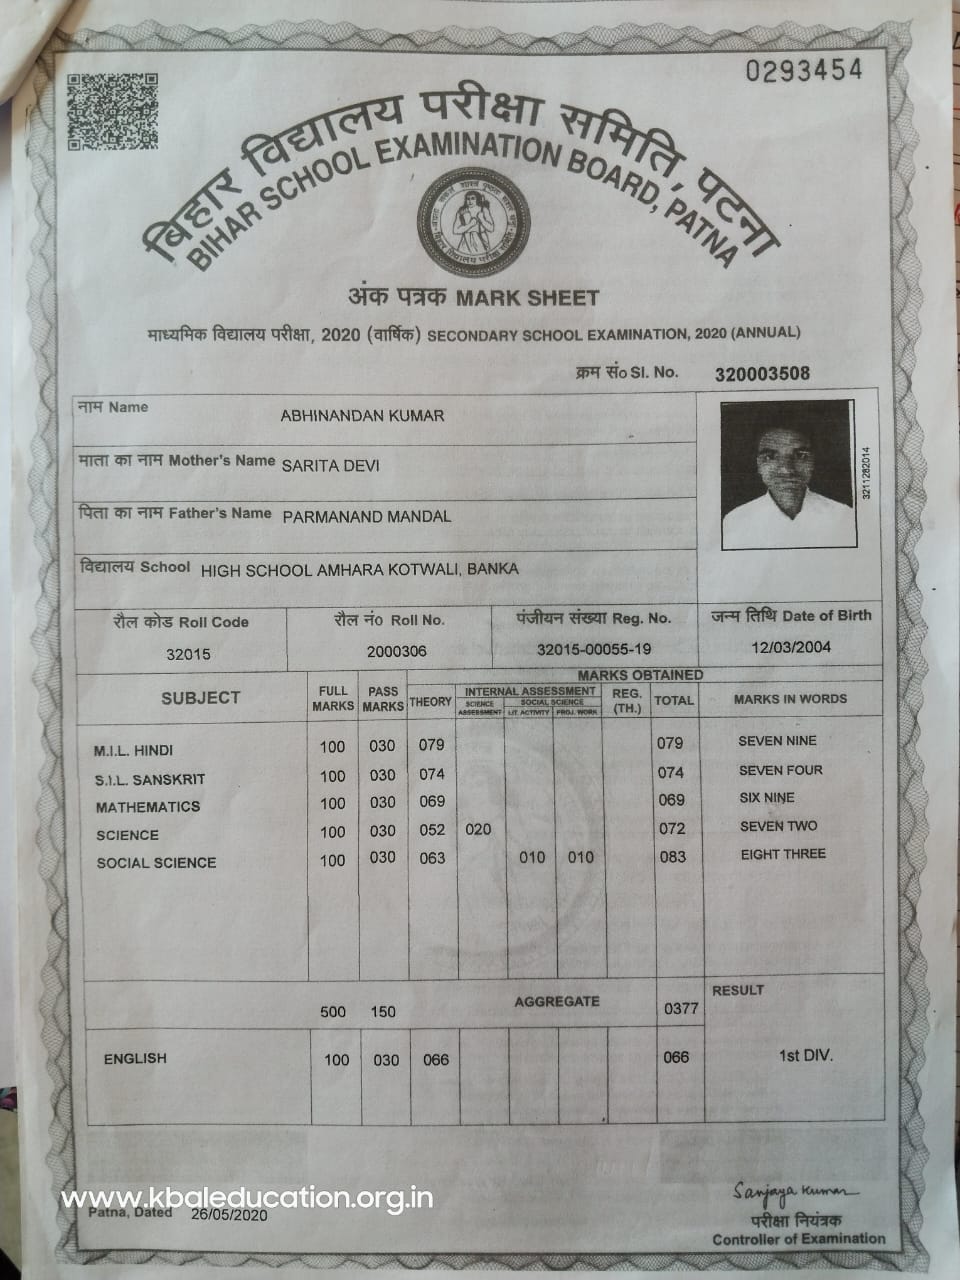 0293454
बिहार विद्यालय परीक्षा समिति, पटना
BIHAR SCHOOL EXAMINATION BOARD, PATNA
अंक पत्रक MARK SHEET
माध्यमिक विद्यालय परीक्षा, 2020 (वार्षिक) SECONDARY SCHOOL EXAMINATION, 2020 (ANNUAL)
क्रम सं० SI. No. 320003508
नाम Name ABHINANDAN KUMAR
माता का नाम Mother's Name SARITA DEVI
पिता का नाम Father's Name PARMANAND MANDAL
विद्यालय School HIGH SCHOOL AMHARA KOTWALI, BANKA
3211282014
रौल कोड Roll Code रौल नं० Roll No. पंजीयन संख्या Reg. No. जन्म तिथि Date of Birth
32015 2000306 32015-00055-19 12/03/2004
MARKS OBTAINED
SUBJECT FULL MARKS PASS MARKS THEORY INTERNAL ASSESSMENT REG. (TH.) TOTAL MARKS IN WORDS
SCIENCE ASSESSMENT SOCIAL SCIENCE
LIT. ACTIVITY PROJ. WORK
M.I.L. HINDI 100 030 079 079 SEVEN NINE
S.I.L. SANSKRIT 100 030 074 074 SEVEN FOUR
MATHEMATICS 100 030 069 069 SIX NINE
SCIENCE 100 030 052 020 072 SEVEN TWO
SOCIAL SCIENCE 100 030 063 010 010 083 EIGHT THREE
500 150 AGGREGATE 0377 RESULT
ENGLISH 100 030 066 066 1st DIV.
www.kbaleducation.org.in
Patna, Dated 26/05/2020
Sanjaya Kumar
परीक्षा नियंत्रक
Controller of Examination